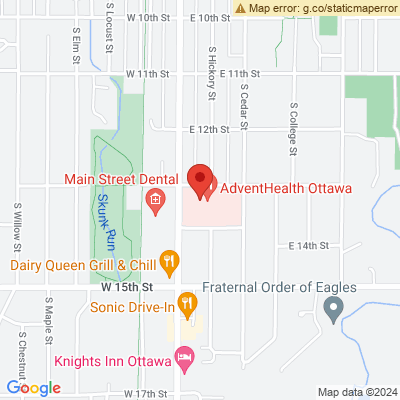 Map error: g.co/staticmaperror
W 10th St
E 10th St
S Elm St
S Locust St
S Hickory St
W 11th St
E 11th St
S Cedar St
S College St
E 12th St
Main Street Dental
AdventHealth Ottawa
S Willow St
Skunk Run
E 14th St
Dairy Queen Grill & Chill
W 15th St
Fraternal Order of Eagles
Sonic Drive-In
S Maple St
S Chestnut St
Knights Inn Ottawa
Google
W 17th St
E 17th St
Map data ©2024